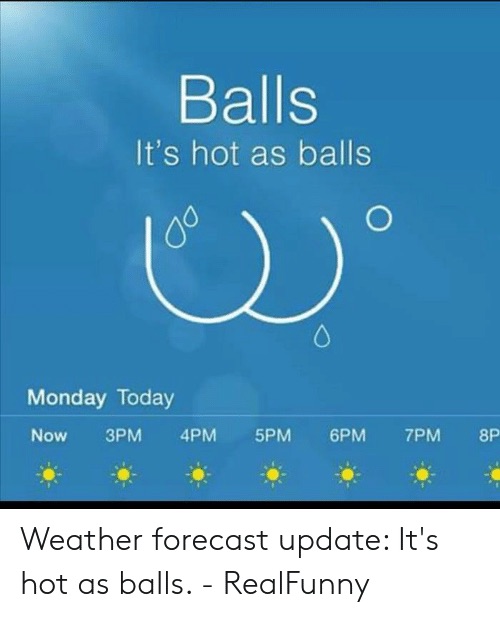 Balls
It's hot as balls
Monday Today
Now 3PM 4PM 5PM 6PM 7PM 8P
Weather forecast update: It's
hot as balls. - RealFunny